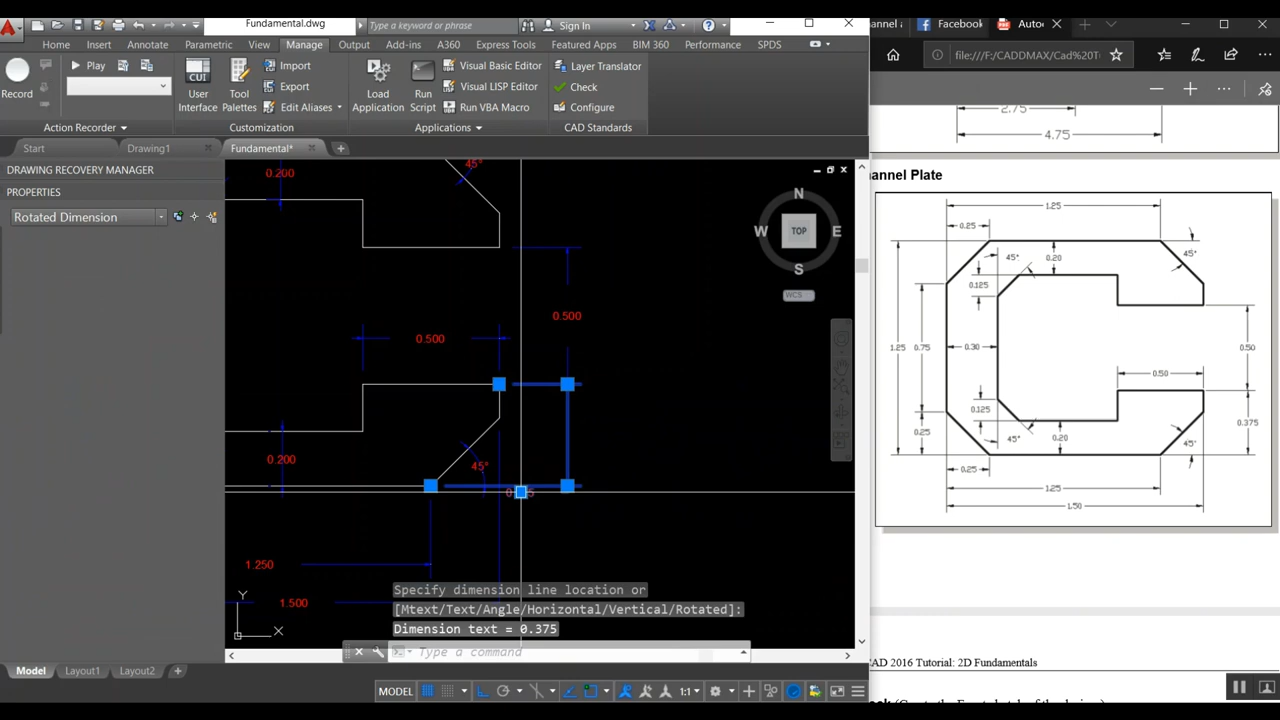 Fundamental.dwg
Type a keyword or phrase
Sign In
Home Insert Annotate Parametric View Manage Output Add-ins A360 Express Tools Featured Apps BIM 360 Performance SPDS
Play
Record
User Interface
Tool Palettes
Import
Export
Edit Aliases
Load Application
Run Script
Visual Basic Editor
Visual LISP Editor
Run VBA Macro
Layer Translator
Check
Configure
Action Recorder
Customization
Applications
CAD Standards
Start Drawing1 Fundamental*
DRAWING RECOVERY MANAGER
PROPERTIES
Rotated Dimension
0.200
45°
0.500
0.500
0.200
45°
1.250
1.500
N
W TOP E
S
WCS
Y
X
Specify dimension line location or
[Mtext/Text/Angle/Horizontal/Vertical/Rotated]:
Dimension text = 0.375
Type a command
Model Layout1 Layout2
MODEL
1:1
Facebook
Autoc
file:///F:/CADDMAX/Cad%20T
2.75
4.75
annel Plate
1.25
0.25
45°
0.20
45°
0.125
1.25
0.75
0.30
0.50
0.50
0.125
0.375
0.25
45°
0.20
45°
0.25
1.25
1.50
CAD 2016 Tutorial: 2D Fundamentals